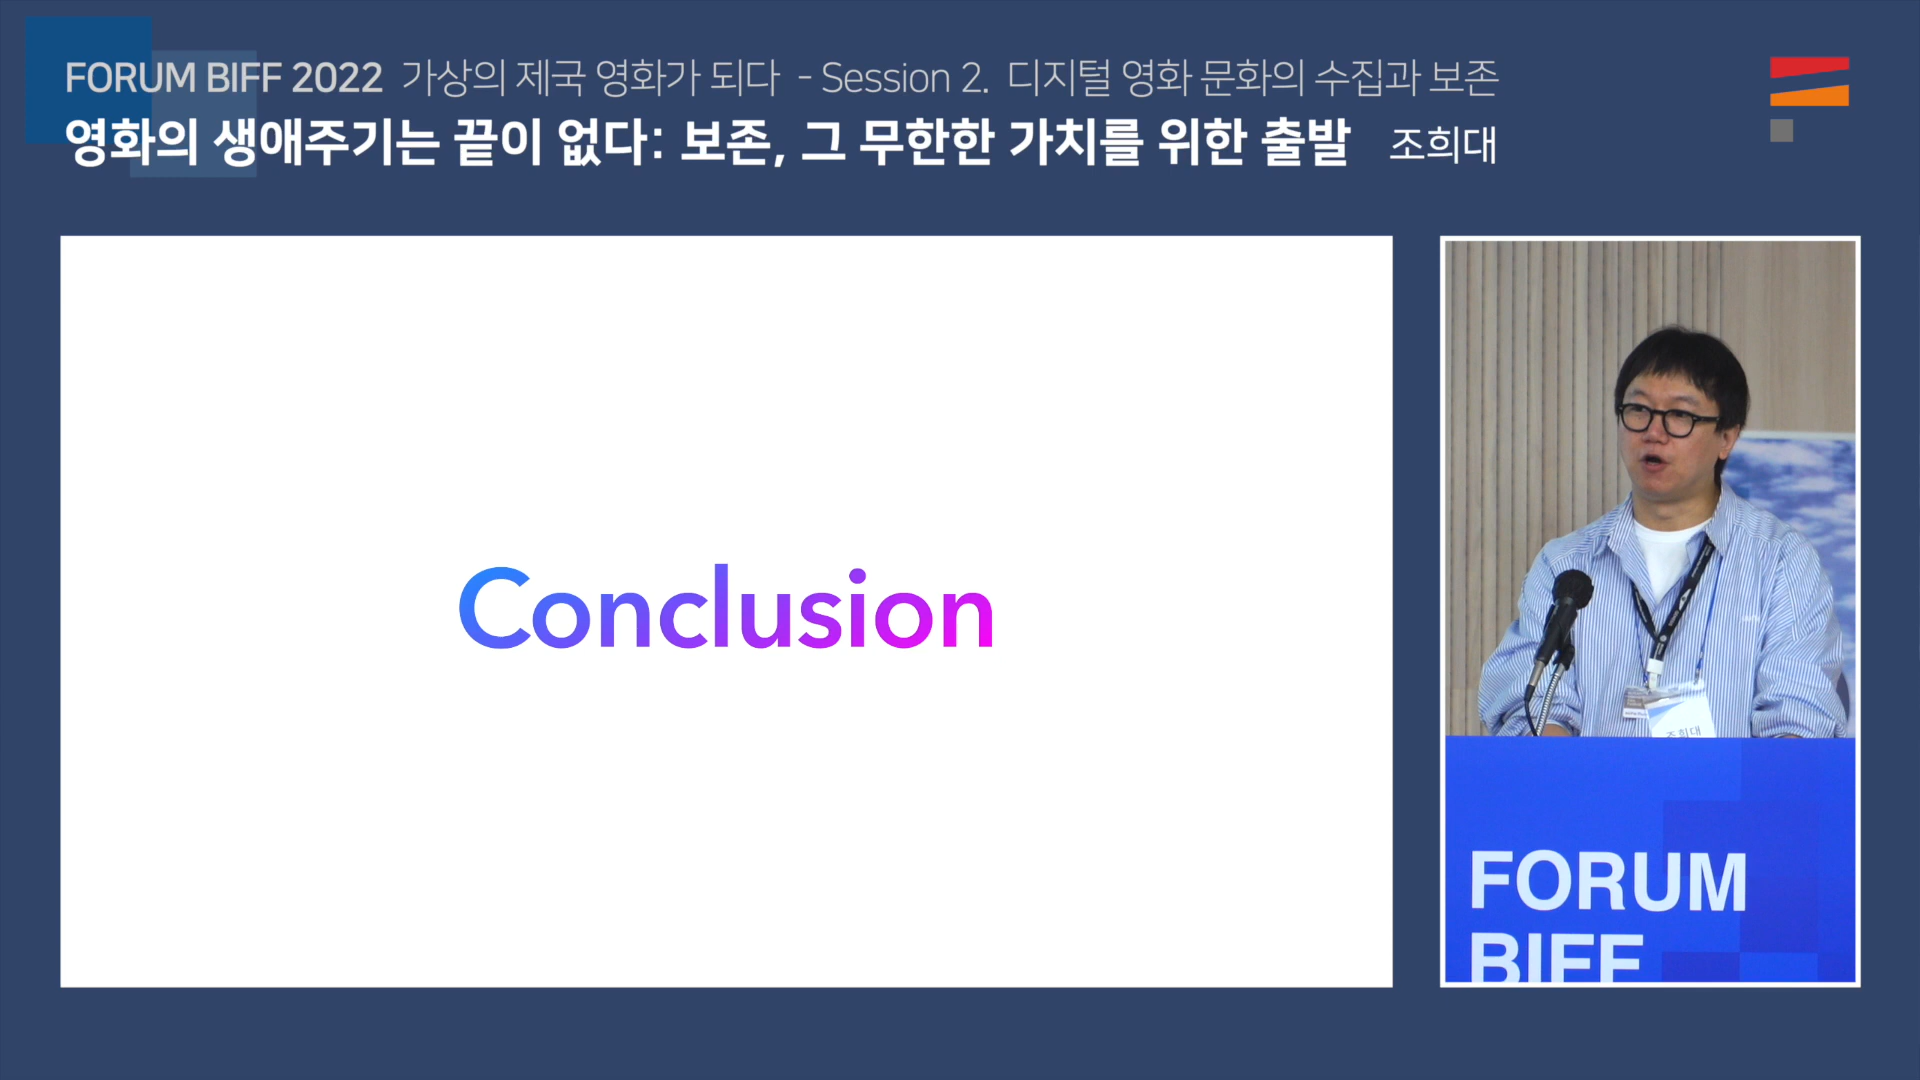 FORUM BIFF 2022 가상의 제국 영화가 되다 - Session 2. 디지털 영화 문화의 수집과 보존
영화의 생애주기는 끝이 없다: 보존, 그 무한한 가치를 위한 출발 조희대
Conclusion
조희대
FORUM
BIFF